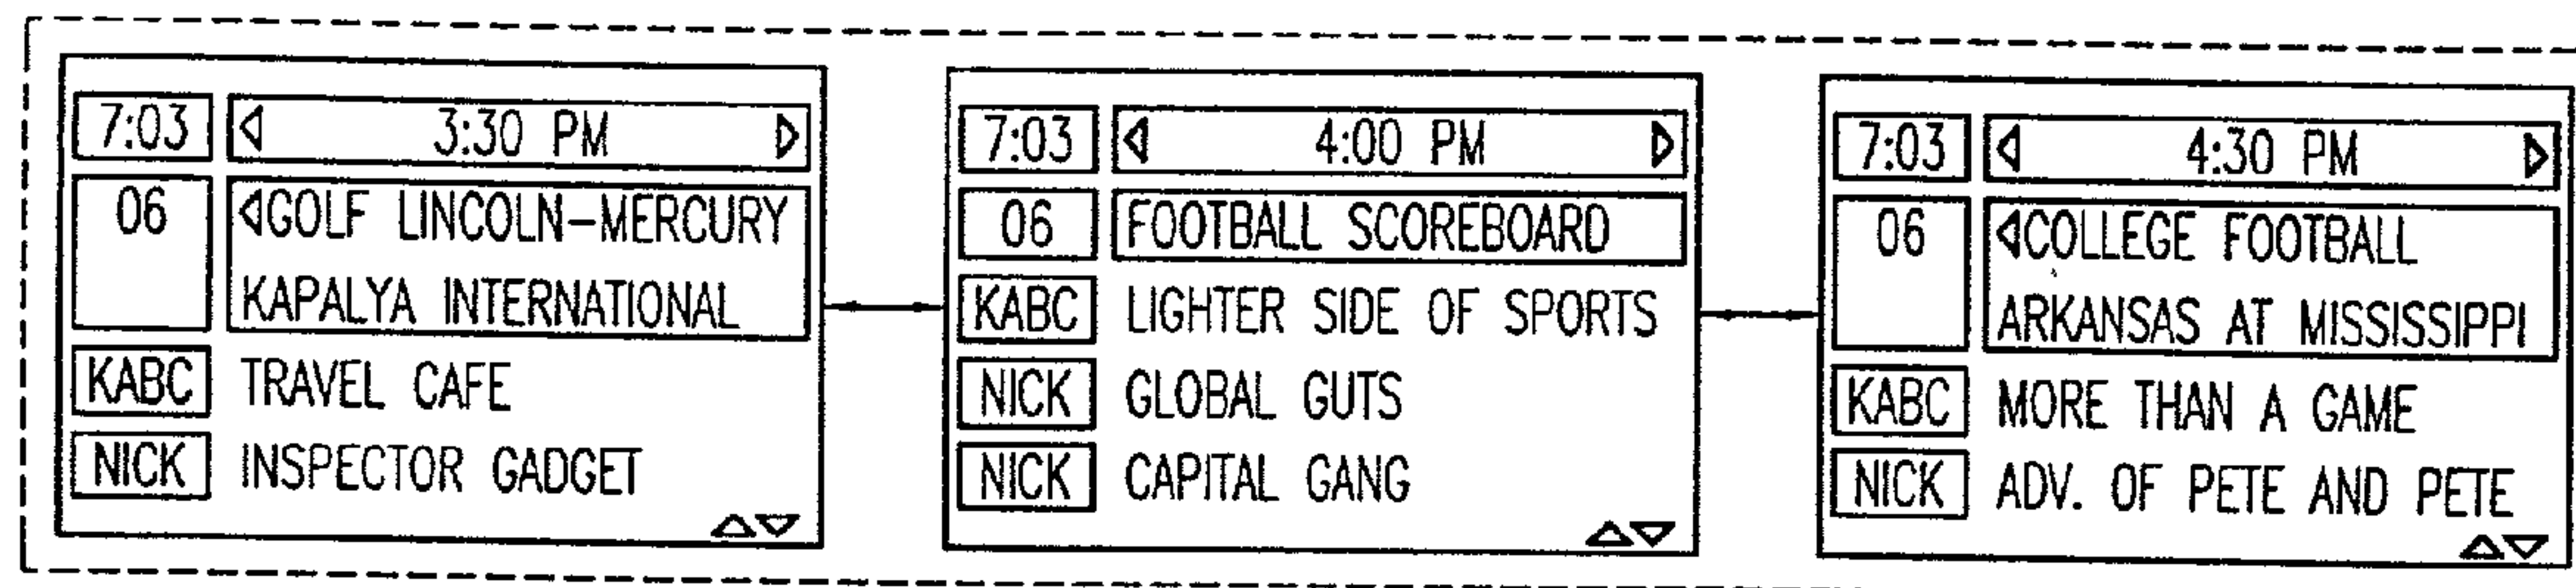 7:03 ◁ 3:30 PM ▷
06 ◁GOLF LINCOLN-MERCURY
KAPALYA INTERNATIONAL
KABC TRAVEL CAFE
NICK INSPECTOR GADGET
△▽
7:03 ◁ 4:00 PM ▷
06 FOOTBALL SCOREBOARD
KABC LIGHTER SIDE OF SPORTS
NICK GLOBAL GUTS
NICK CAPITAL GANG
△▽
7:03 ◁ 4:30 PM ▷
06 ◁COLLEGE FOOTBALL
ARKANSAS AT MISSISSIPPI
KABC MORE THAN A GAME
NICK ADV. OF PETE AND PETE
△▽